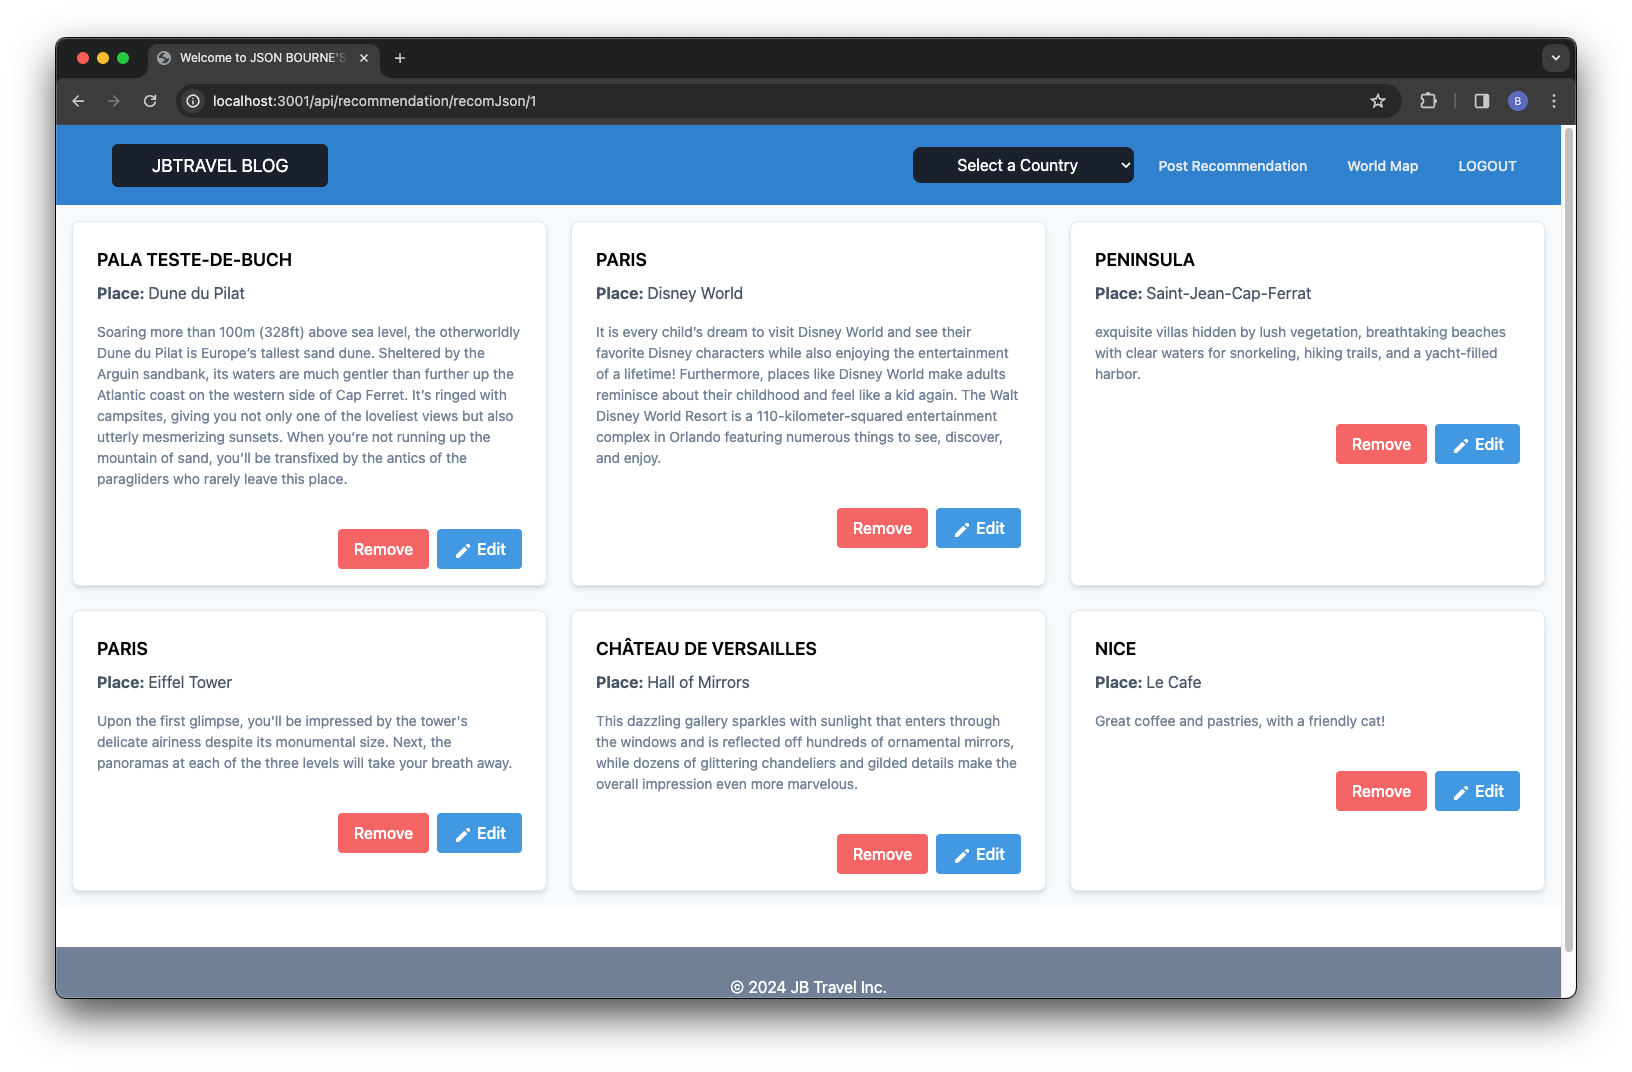 Welcome to JSON BOURNE'S
localhost:3001/api/recommendation/recomJson/1
B
JBTRAVEL BLOG
Select a Country
Post Recommendation
World Map
LOGOUT
PALA TESTE-DE-BUCH
Place: Dune du Pilat
Soaring more than 100m (328ft) above sea level, the otherworldly
Dune du Pilat is Europe’s tallest sand dune. Sheltered by the
Arguin sandbank, its waters are much gentler than further up the
Atlantic coast on the western side of Cap Ferret. It’s ringed with
campsites, giving you not only one of the loveliest views but also
utterly mesmerizing sunsets. When you’re not running up the
mountain of sand, you’ll be transfixed by the antics of the
paragliders who rarely leave this place.
Remove
Edit
PARIS
Place: Disney World
It is every child’s dream to visit Disney World and see their
favorite Disney characters while also enjoying the entertainment
of a lifetime! Furthermore, places like Disney World make adults
reminisce about their childhood and feel like a kid again. The Walt
Disney World Resort is a 110-kilometer-squared entertainment
complex in Orlando featuring numerous things to see, discover,
and enjoy.
Remove
Edit
PENINSULA
Place: Saint-Jean-Cap-Ferrat
exquisite villas hidden by lush vegetation, breathtaking beaches
with clear waters for snorkeling, hiking trails, and a yacht-filled
harbor.
Remove
Edit
PARIS
Place: Eiffel Tower
Upon the first glimpse, you'll be impressed by the tower's
delicate airiness despite its monumental size. Next, the
panoramas at each of the three levels will take your breath away.
Remove
Edit
CHÂTEAU DE VERSAILLES
Place: Hall of Mirrors
This dazzling gallery sparkles with sunlight that enters through
the windows and is reflected off hundreds of ornamental mirrors,
while dozens of glittering chandeliers and gilded details make the
overall impression even more marvelous.
Remove
Edit
NICE
Place: Le Cafe
Great coffee and pastries, with a friendly cat!
Remove
Edit
© 2024 JB Travel Inc.